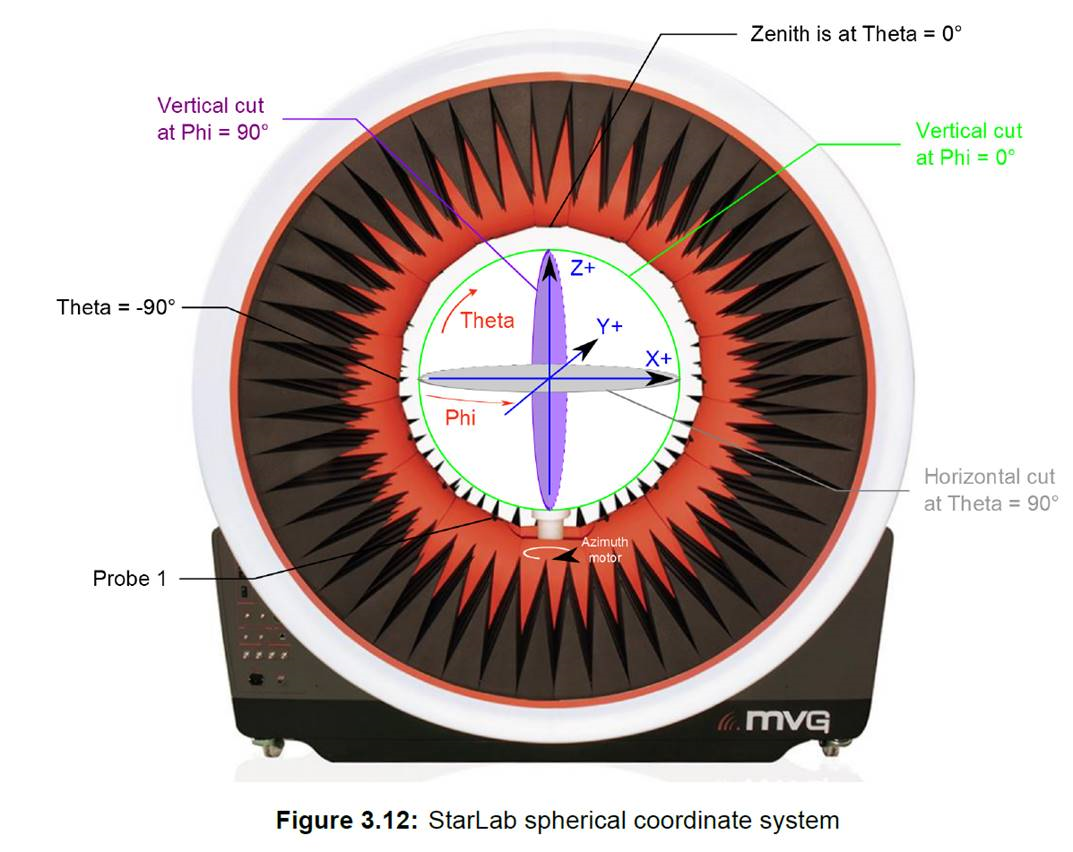 Zenith is at Theta = 0°
Vertical cut
at Phi = 90°
Vertical cut
at Phi = 0°
Z+
Theta = -90°
Theta
Y+
X+
Phi
Horizontal cut
at Theta = 90°
Azimuth
motor
Probe 1
mvg
Figure 3.12: StarLab spherical coordinate system